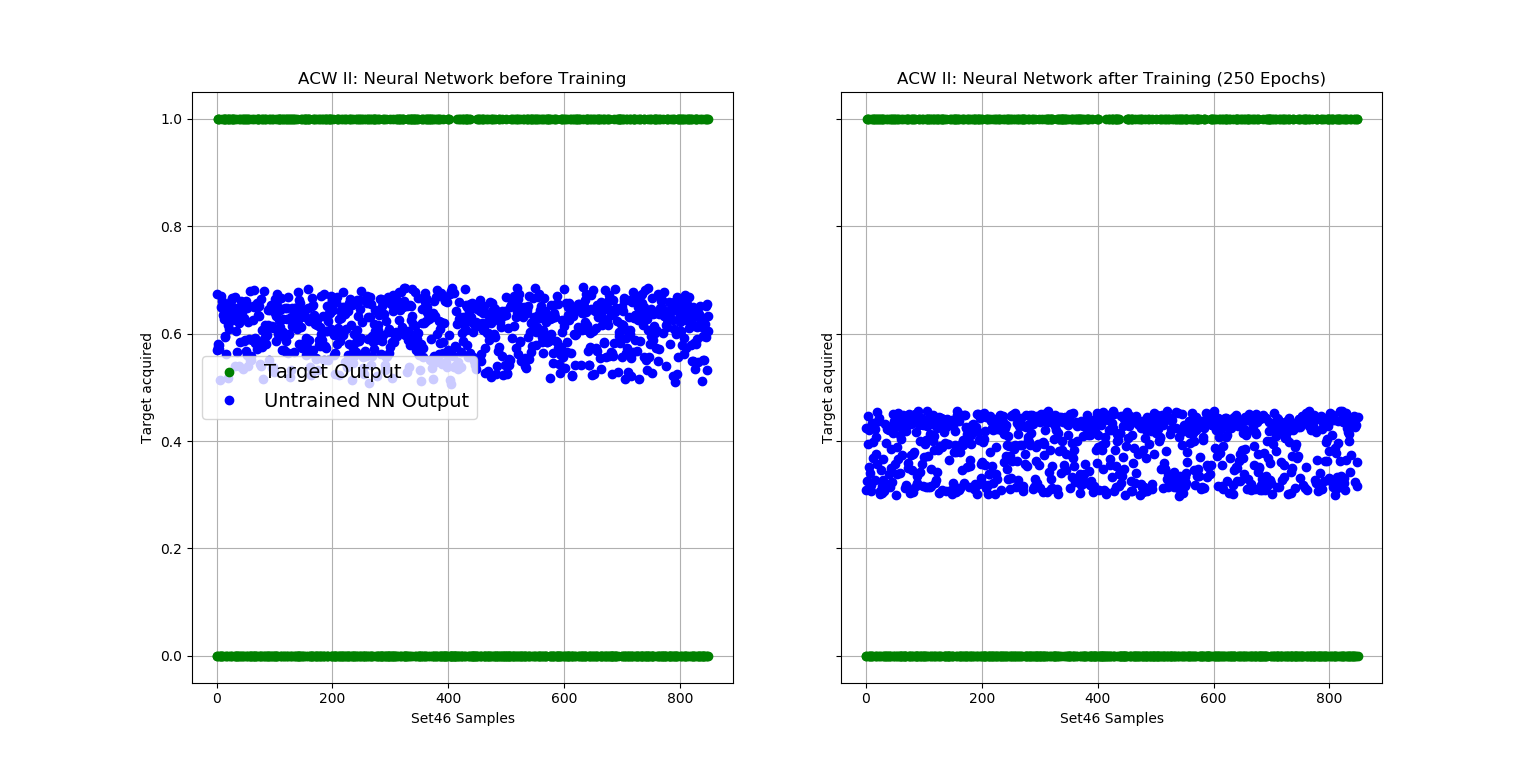 ACW II: Neural Network before Training
1.0
0.8
0.6
0.4
0.2
0.0
Target acquired
Target Output
Untrained NN Output
0 200 400 600 800
Set46 Samples
ACW II: Neural Network after Training (250 Epochs)
Target acquired
0 200 400 600 800
Set46 Samples